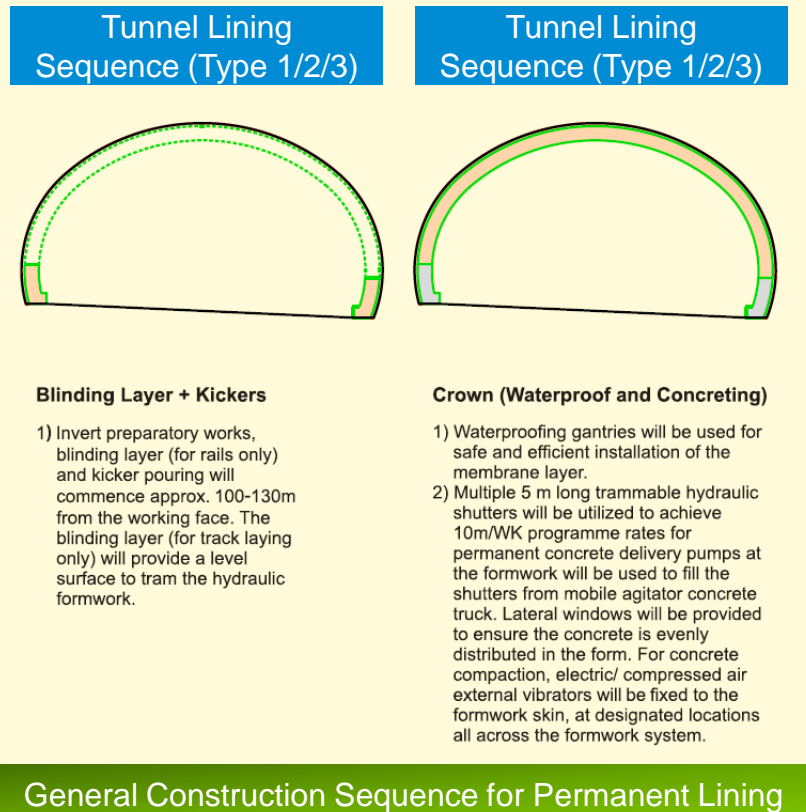 Tunnel Lining
Sequence (Type 1/2/3)
Tunnel Lining
Sequence (Type 1/2/3)
Blinding Layer + Kickers
1) Invert preparatory works,
blinding layer (for rails only)
and kicker pouring will
commence approx. 100-130m
from the working face. The
blinding layer (for track laying
only) will provide a level
surface to tram the hydraulic
formwork.
Crown (Waterproof and Concreting)
1) Waterproofing gantries will be used for
safe and efficient installation of the
membrane layer.
2) Multiple 5 m long trammable hydraulic
shutters will be utilized to achieve
10m/WK programme rates for
permanent concrete delivery pumps at
the formwork will be used to fill the
shutters from mobile agitator concrete
truck. Lateral windows will be provided
to ensure the concrete is evenly
distributed in the form. For concrete
compaction, electric/ compressed air
external vibrators will be fixed to the
formwork skin, at designated locations
all across the formwork system.
General Construction Sequence for Permanent Lining